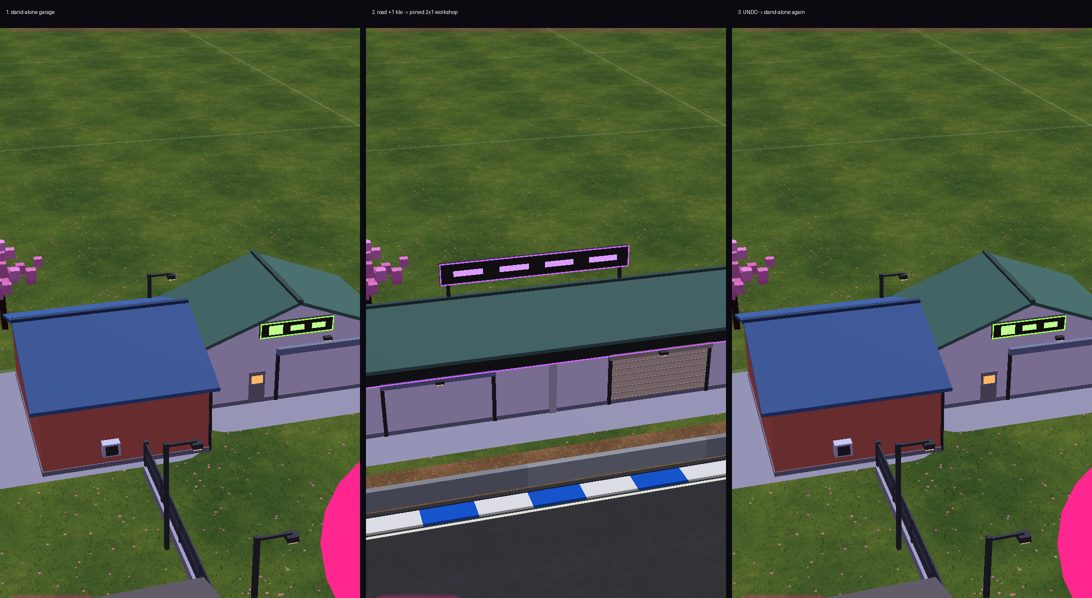 1. stand-alone garage
2. road +1 tile -> joined 2x1 workshop
3. UNDO -> stand-alone again